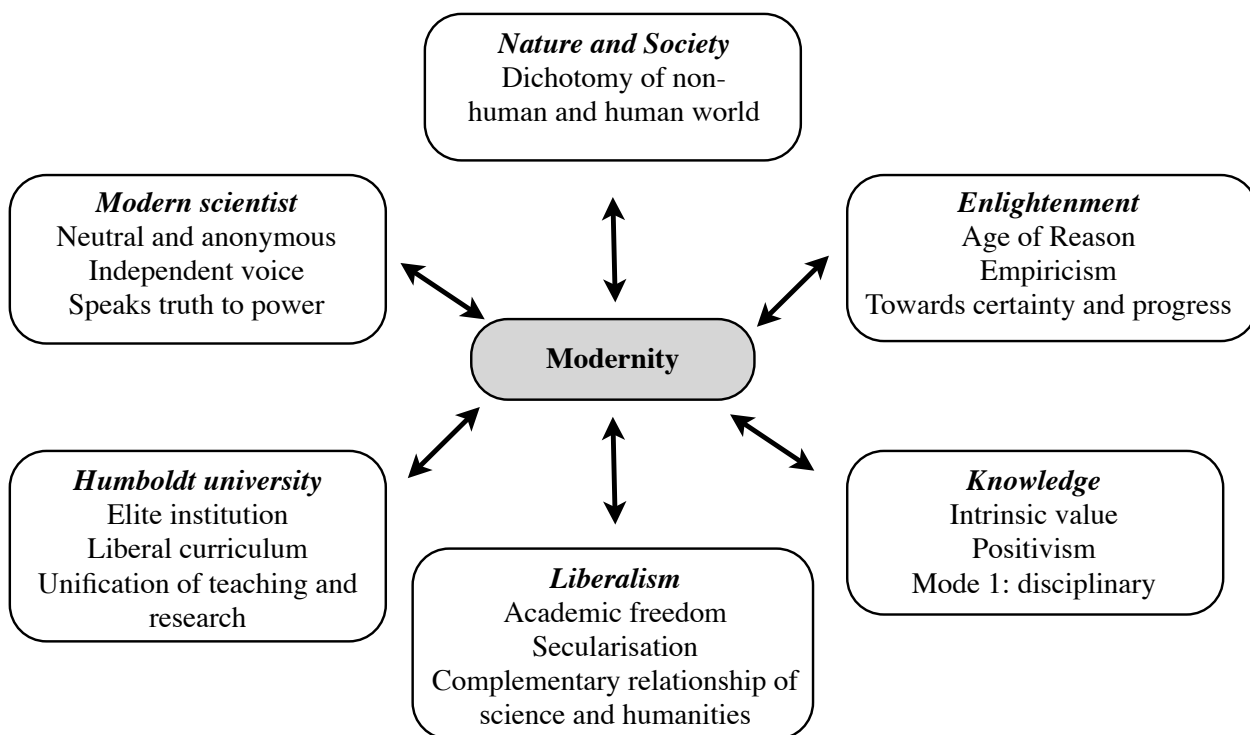 Nature and Society
Dichotomy of non-
human and human world
Modern scientist
Neutral and anonymous
Independent voice
Speaks truth to power
Enlightenment
Age of Reason
Empiricism
Towards certainty and progress
Modernity
Humboldt university
Elite institution
Liberal curriculum
Unification of teaching and
research
Liberalism
Academic freedom
Secularisation
Complementary relationship of
science and humanities
Knowledge
Intrinsic value
Positivism
Mode 1: disciplinary